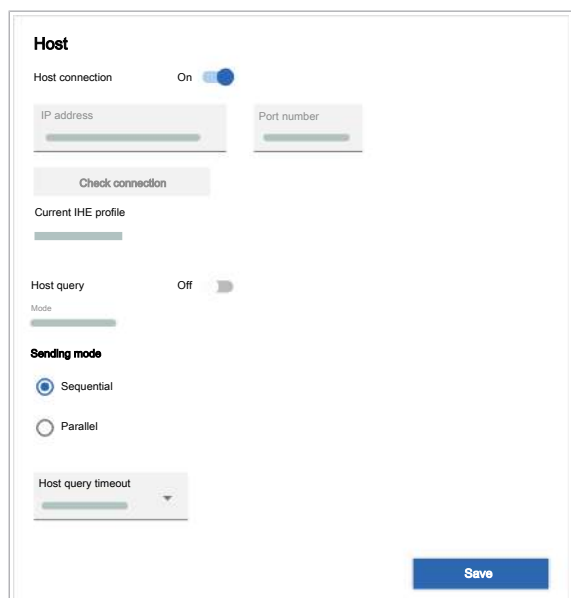 Host
Host connection On
IP address Port number
Check connection
Current IHE profile
Host query Off
Mode
Sending mode
Sequential
Parallel
Host query timeout
Save